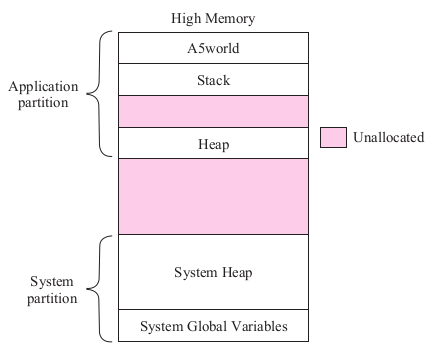 High Memory
A5world
Application
partition
Stack
Heap
Unallocated
System Heap
System
partition
System Global Variables